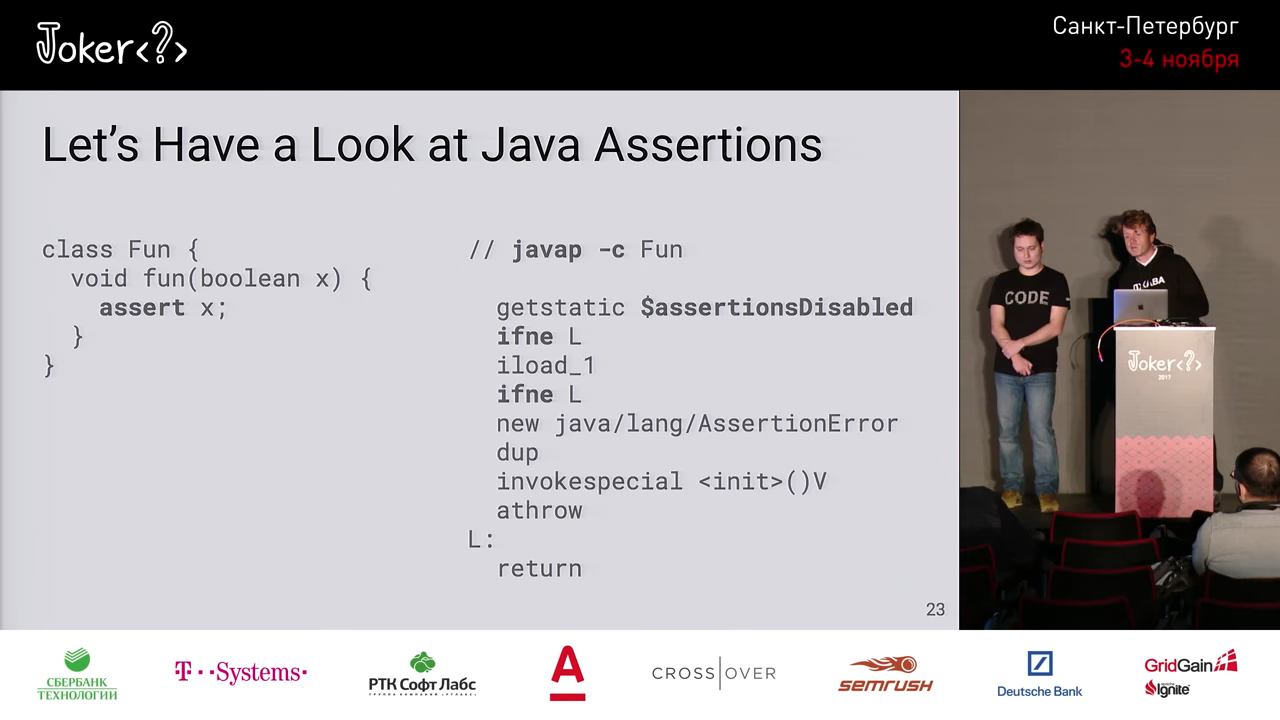 Joker<?>
Санкт-Петербург
3-4 ноября
Let's Have a Look at Java Assertions
class Fun {
void fun(boolean x) {
assert x;
}
}
// javap -c Fun
getstatic $assertionsDisabled
ifne L
iload_1
ifne L
new java/lang/AssertionError
dup
invokespecial <init>()V
athrow
L:
return
23
CODE
Joker<?>
2017
СБЕРБАНК
ТЕХНОЛОГИИ
T··Systems·
РТК Софт Лабс
A
CROSSOVER
semrush
Deutsche Bank
GridGain
Ignite